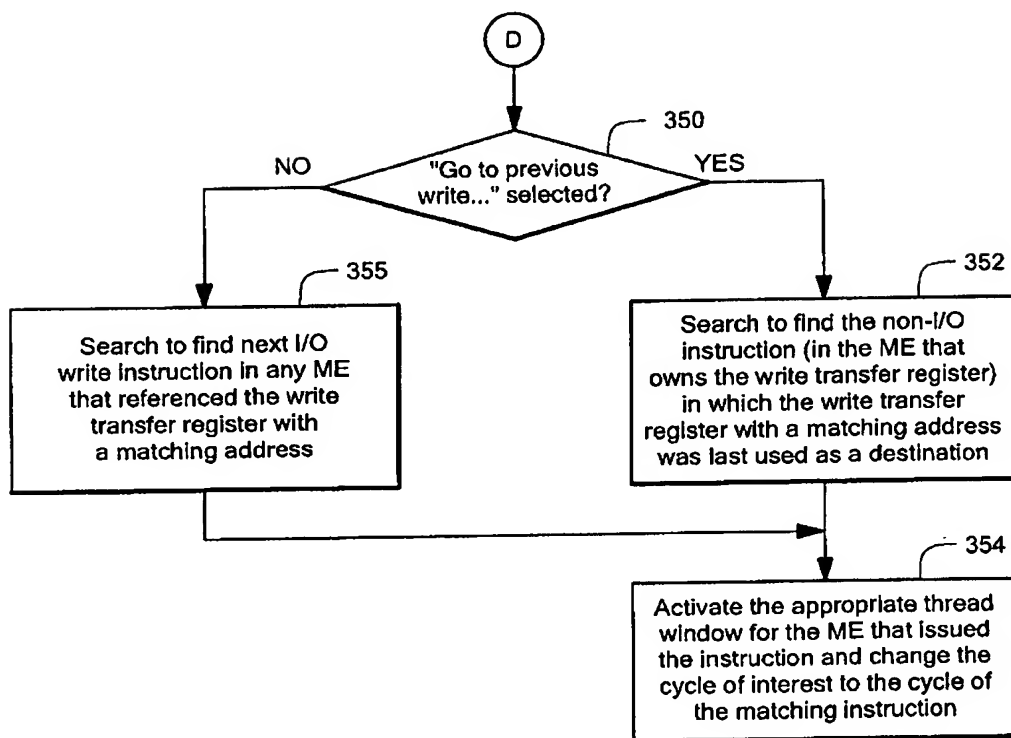 D
350
NO
"Go to previous
write..." selected?
YES
355
Search to find next I/O
write instruction in any ME
that referenced the write
transfer register with
a matching address
352
Search to find the non-I/O
instruction (in the ME that
owns the write transfer register)
in which the write transfer
register with a matching address
was last used as a destination
354
Activate the appropriate thread
window for the ME that issued
the instruction and change the
cycle of interest to the cycle of
the matching instruction